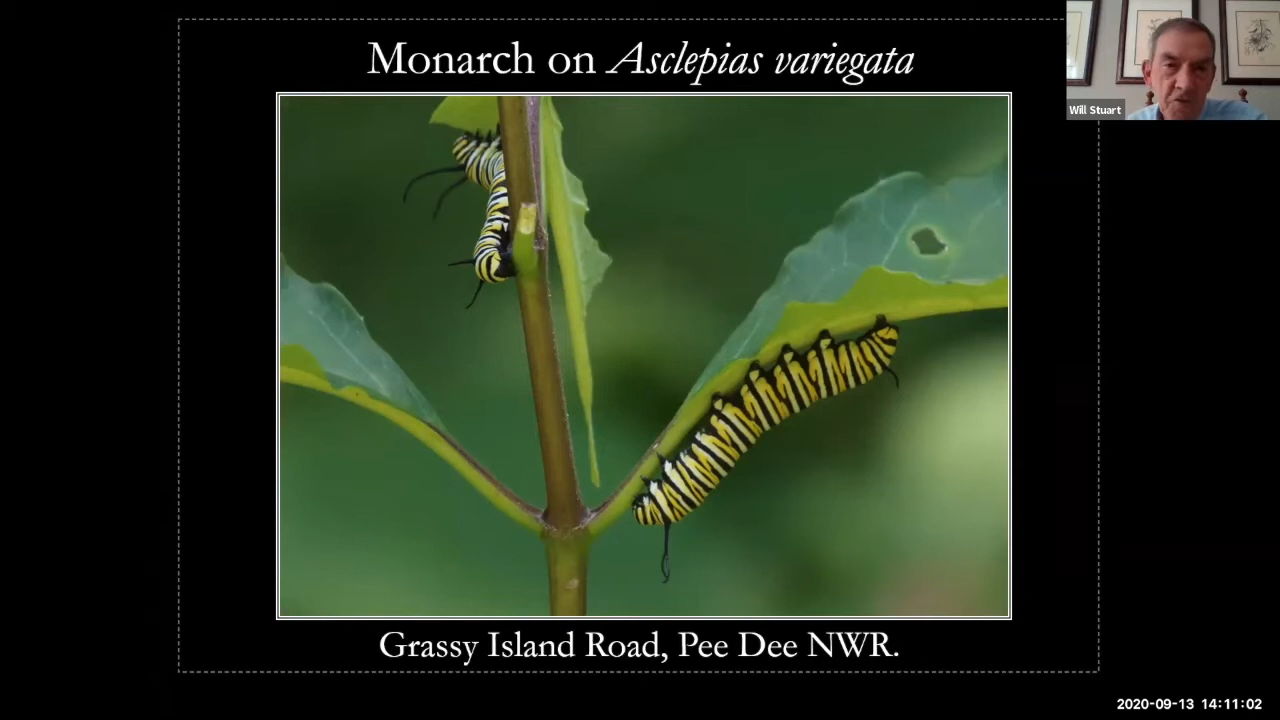 Monarch on Asclepias variegata
Will Stuart
Grassy Island Road, Pee Dee NWR.
2020-09-13 14:11:02